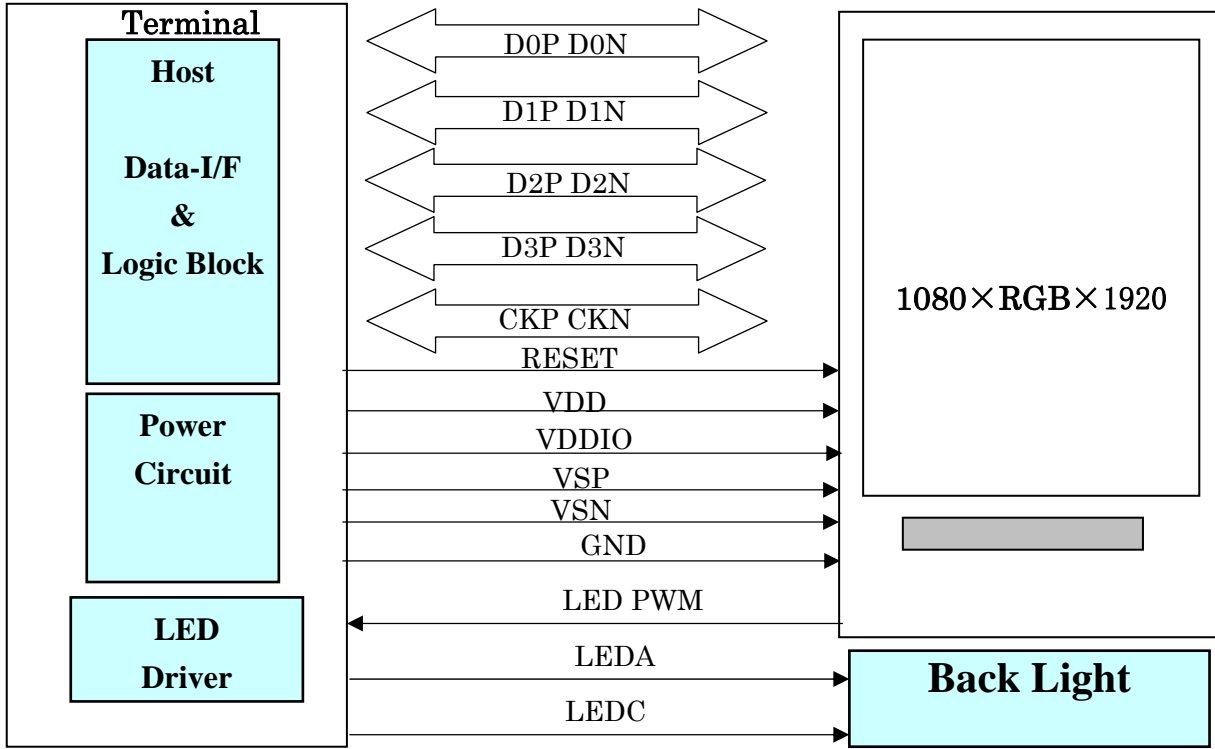 Terminal
Host
Data-I/F
&
Logic Block
Power
Circuit
LED
Driver
D0P D0N
D1P D1N
D2P D2N
D3P D3N
CKP CKN
RESET
VDD
VDDIO
VSP
VSN
GND
LED PWM
LEDA
LEDC
1080×RGB×1920
Back Light